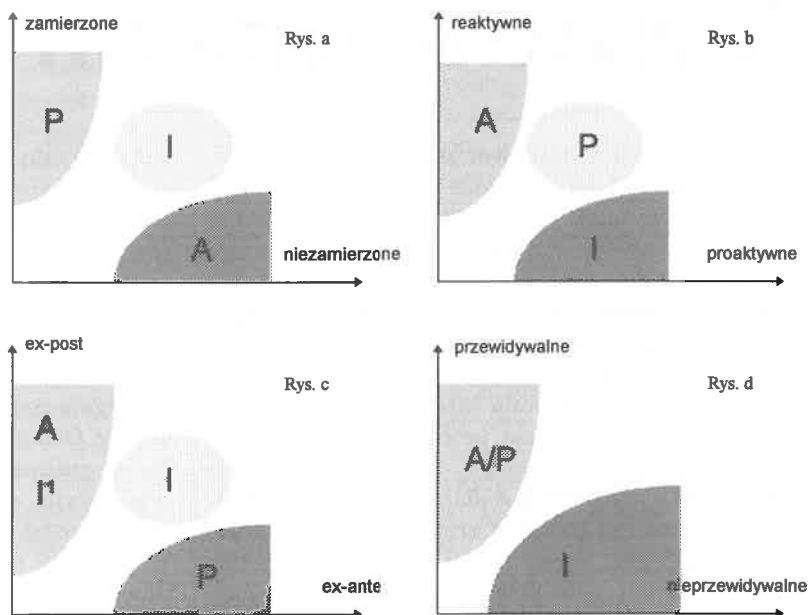 zamierzone
Rys. a
P
I
A
niezamierzone
reaktywne
Rys. b
A
P
I
proaktywne
ex-post
Rys. c
A
I*
I
P
ex-ante
przewidywalne
Rys. d
A/P
I
nieprzewidywalne